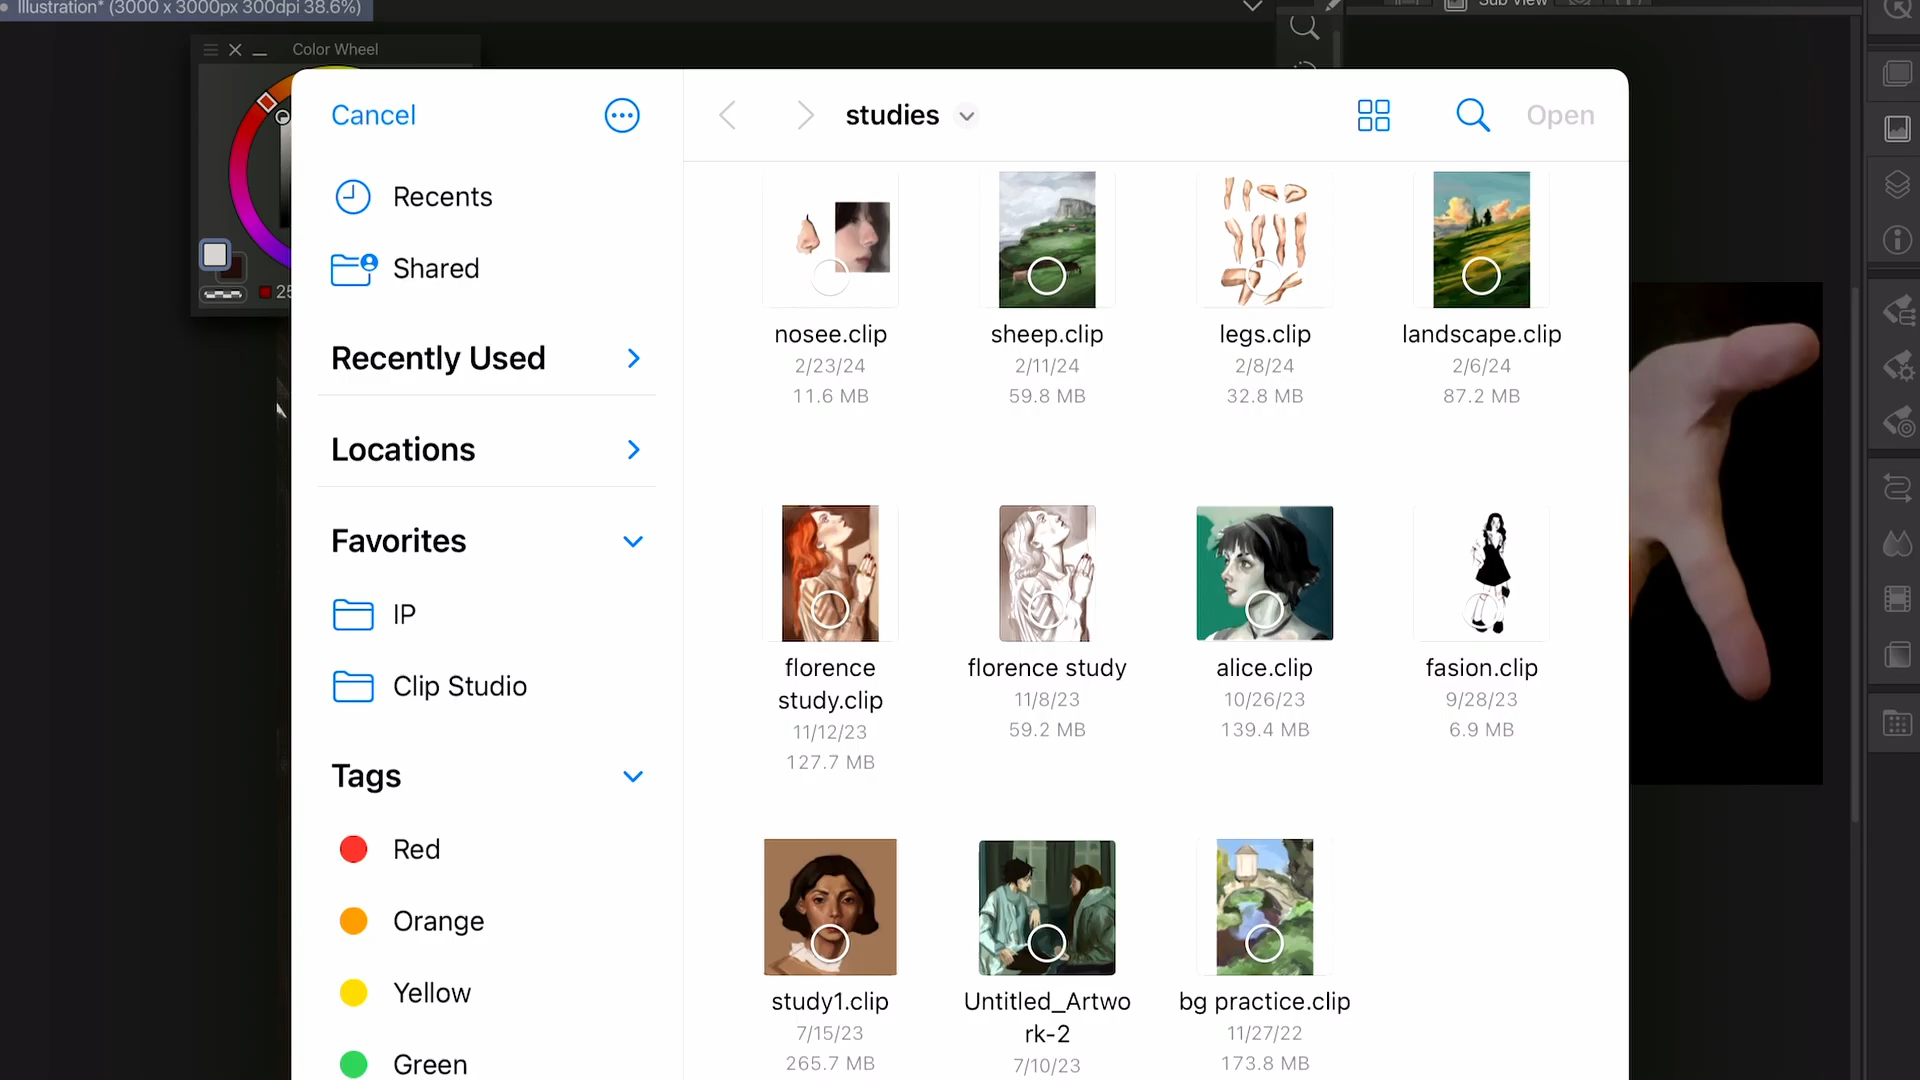 Illustration* (3000 x 3000px 300dpi 38.6%)
Sub View
Color Wheel
Cancel
studies
Open
Recents
Shared
Recently Used
Locations
Favorites
IP
Clip Studio
Tags
Red
Orange
Yellow
Green
nosee.clip
2/23/24
11.6 MB
sheep.clip
2/11/24
59.8 MB
legs.clip
2/8/24
32.8 MB
landscape.clip
2/6/24
87.2 MB
florence
study.clip
11/12/23
127.7 MB
florence study
11/8/23
59.2 MB
alice.clip
10/26/23
139.4 MB
fasion.clip
9/28/23
6.9 MB
study1.clip
7/15/23
265.7 MB
Untitled_Artwo
rk-2
7/10/23
bg practice.clip
11/27/22
173.8 MB